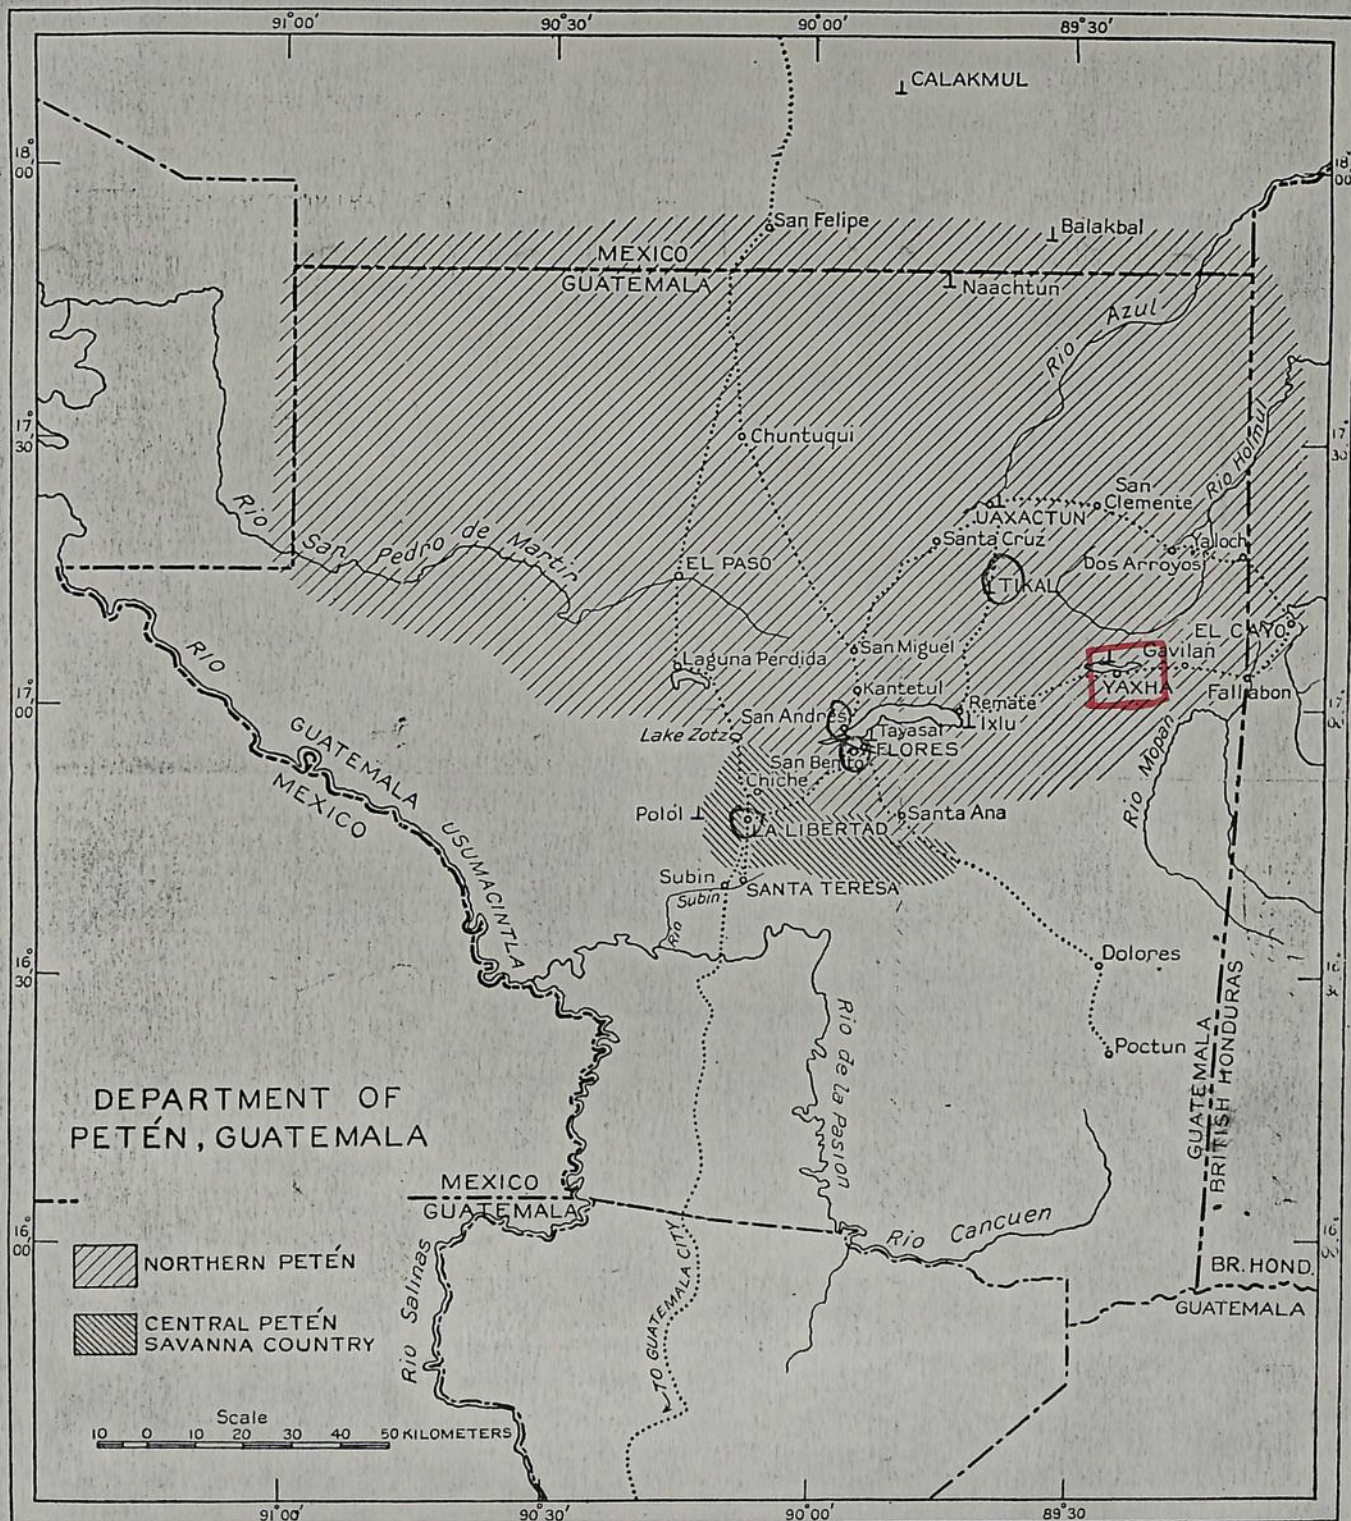 91°00′ 90°30′ 90°00′ 89°30′
CALAKMUL
18° 00′
18° 00′
San Felipe
Balakbal
MEXICO
GUATEMALA
Naachtun
Rio Azul
17° 30′
17° 30′
Chuntuqui
Rio Holmul
San Clemente
UAXACTUN
Rio San Pedro de Martir
Santa Cruz
Yaloch
EL PASO
Dos Arroyos
TIKAL
EL CAYO
San Miguel
Gavilan
Laguna Perdida
YAXHA
Fallabon
17° 00′
Kantetul
Remate
San Andrés
Ixlu
RIO USUMACINTLA
Lake Zotz
Tayasal
FLORES
San Benito
Rio Mopan
GUATEMALA
MEXICO
Chiche
Polól
LA LIBERTAD
Santa Ana
Subin
SANTA TERESA
Rio Subin
Dolores
16° 30′
Rio de la Pasion
Poctun
GUATEMALA
BRITISH HONDURAS
DEPARTMENT OF
PETÉN, GUATEMALA
MEXICO
GUATEMALA
Rio Cancuen
16° 00′
NORTHERN PETÉN
BR. HOND.
GUATEMALA
Rio Salinas
TO GUATEMALA CITY
CENTRAL PETÉN
SAVANNA COUNTRY
Scale
10 0 10 20 30 40 50 KILOMETERS
91°00′ 90°30′ 90°00′ 89°30′